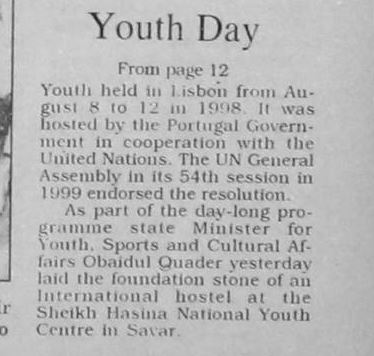 Youth Day
From page 12
Youth held in Lisbon from Au-
gust 8 to 12 in 1998. It was
hosted by the Portugal Govern-
ment in cooperation with the
United Nations. The UN General
Assembly in its 54th session in
1999 endorsed the resolution.
As part of the day-long pro-
gramme state Minister for
Youth, Sports and Cultural Af-
fairs Obaidul Quader yesterday
laid the foundation stone of an
International hostel at the
Sheikh Hasina National Youth
Centre in Savar.